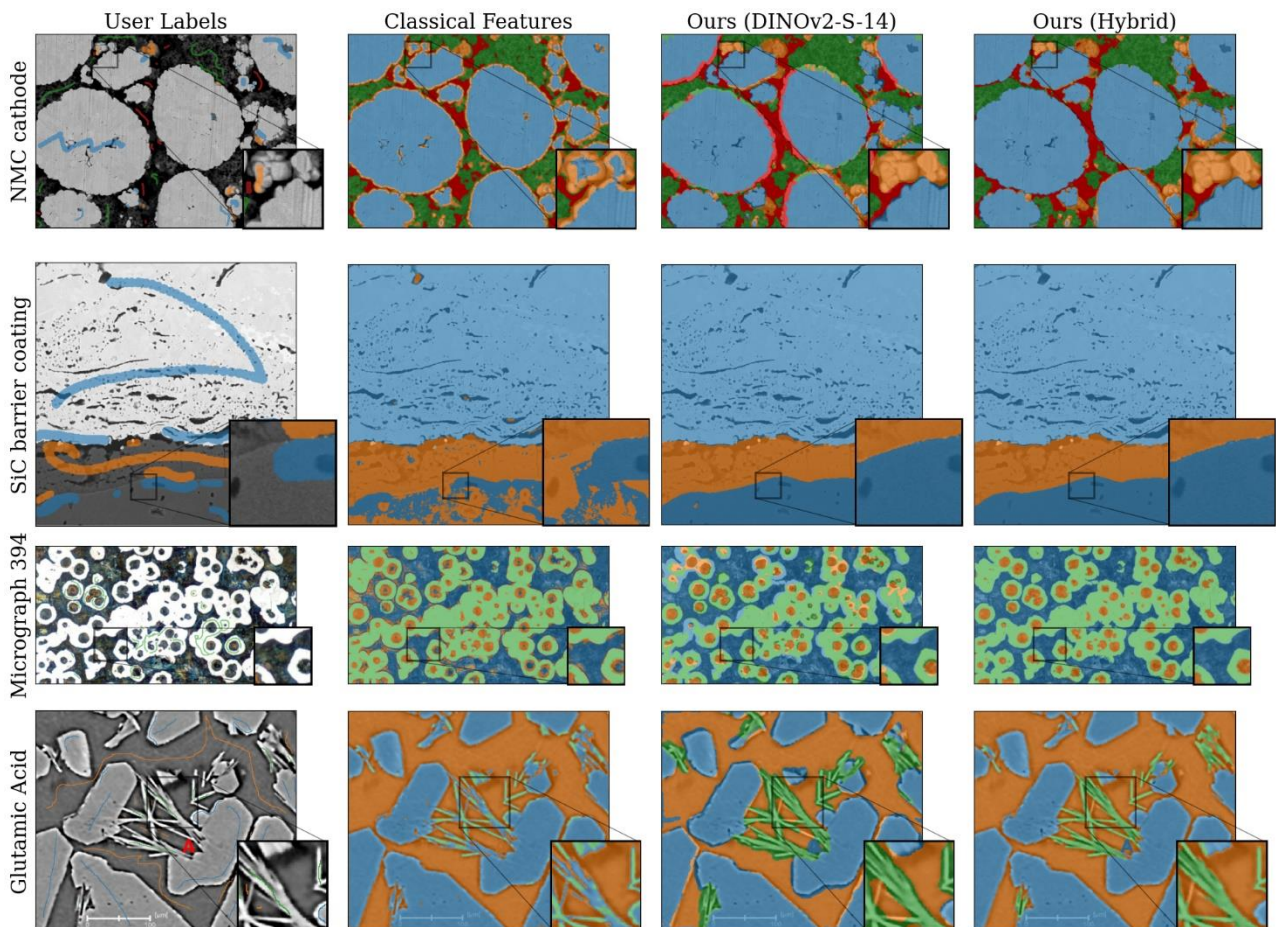 User Labels
Classical Features
Ours (DINOv2-S-14)
Ours (Hybrid)
NMC cathode
SiC barrier coating
Micrograph 394
Glutamic Acid